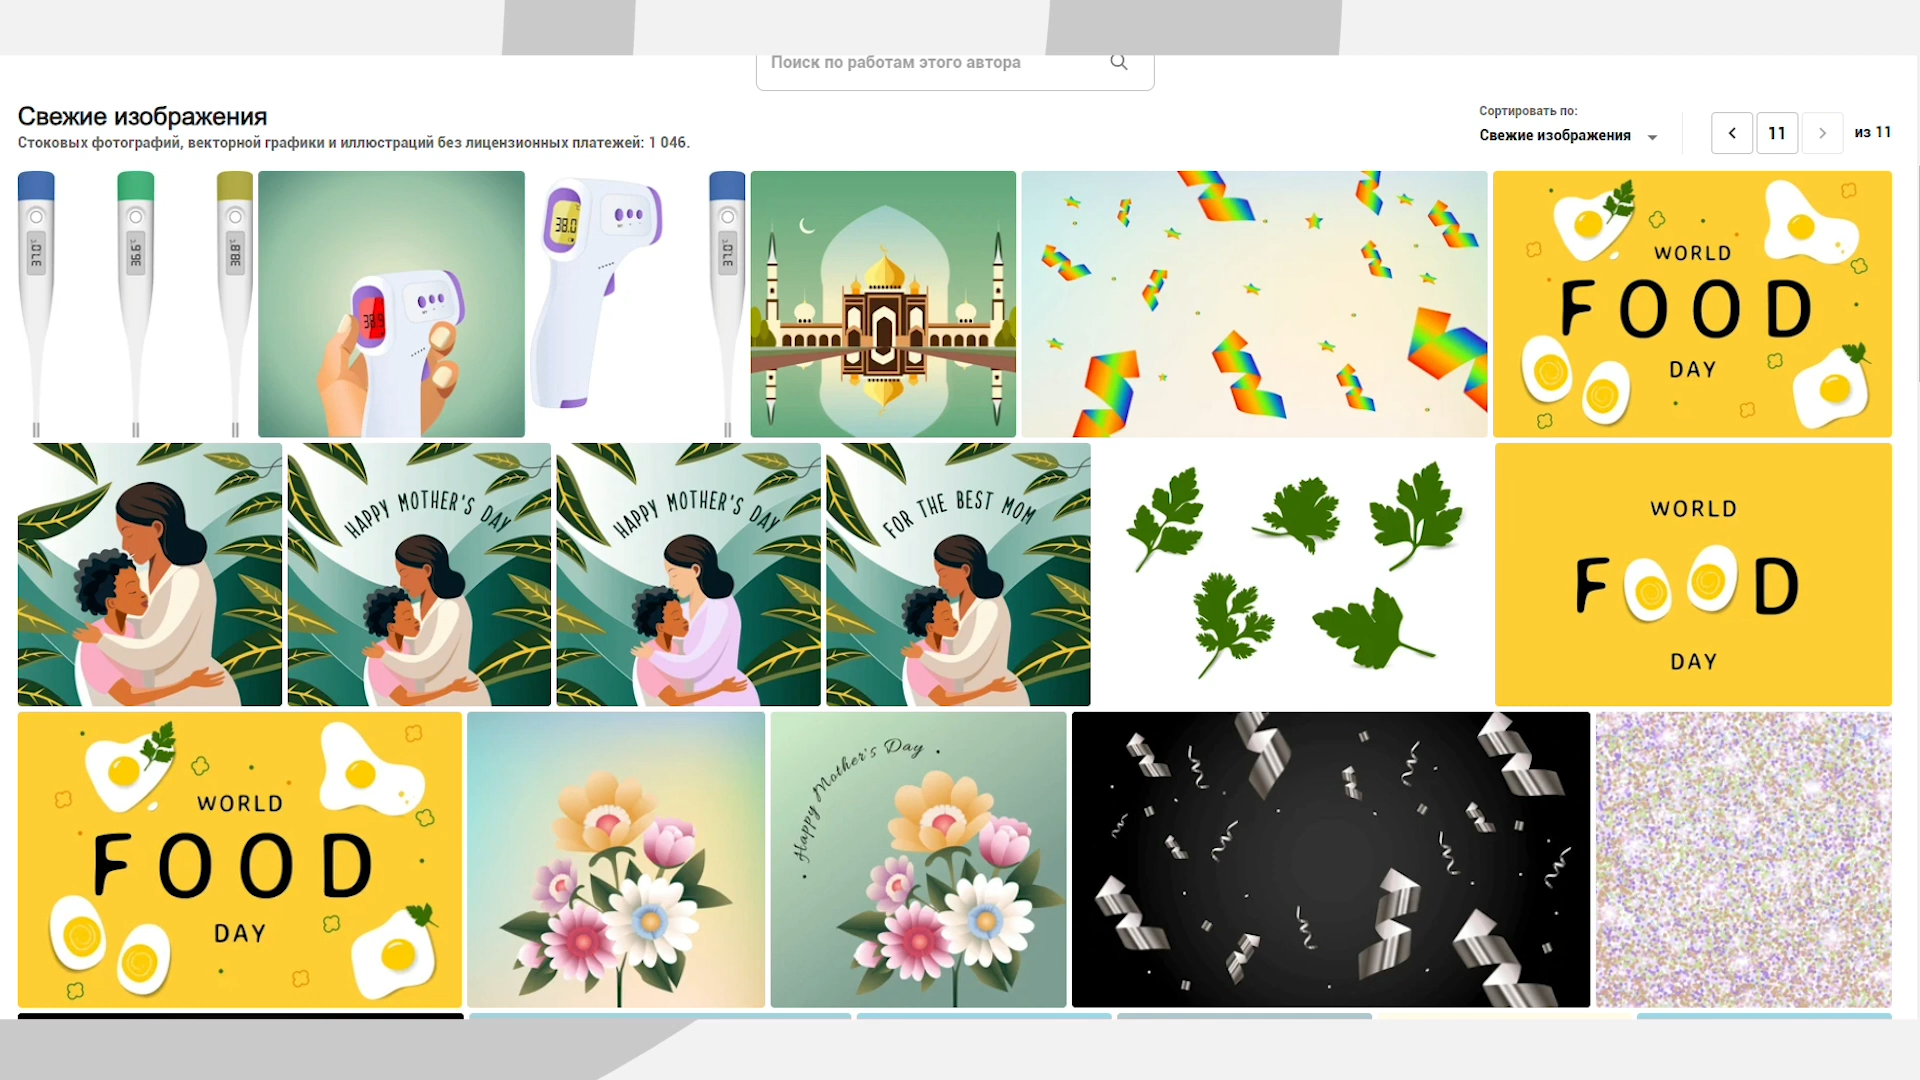 Поиск по работам этого автора
Свежие изображения
Стоковых фотографий, векторной графики и иллюстраций без лицензионных платежей: 1 046.
Сортировать по:
Свежие изображения
11
из 11
37.0
36.6
38.8
38.9
38.0
37.0
WORLD
FOOD
DAY
HAPPY MOTHER'S DAY
HAPPY MOTHER'S DAY
FOR THE BEST MOM
WORLD
F D
DAY
WORLD
FOOD
DAY
Happy Mother's Day